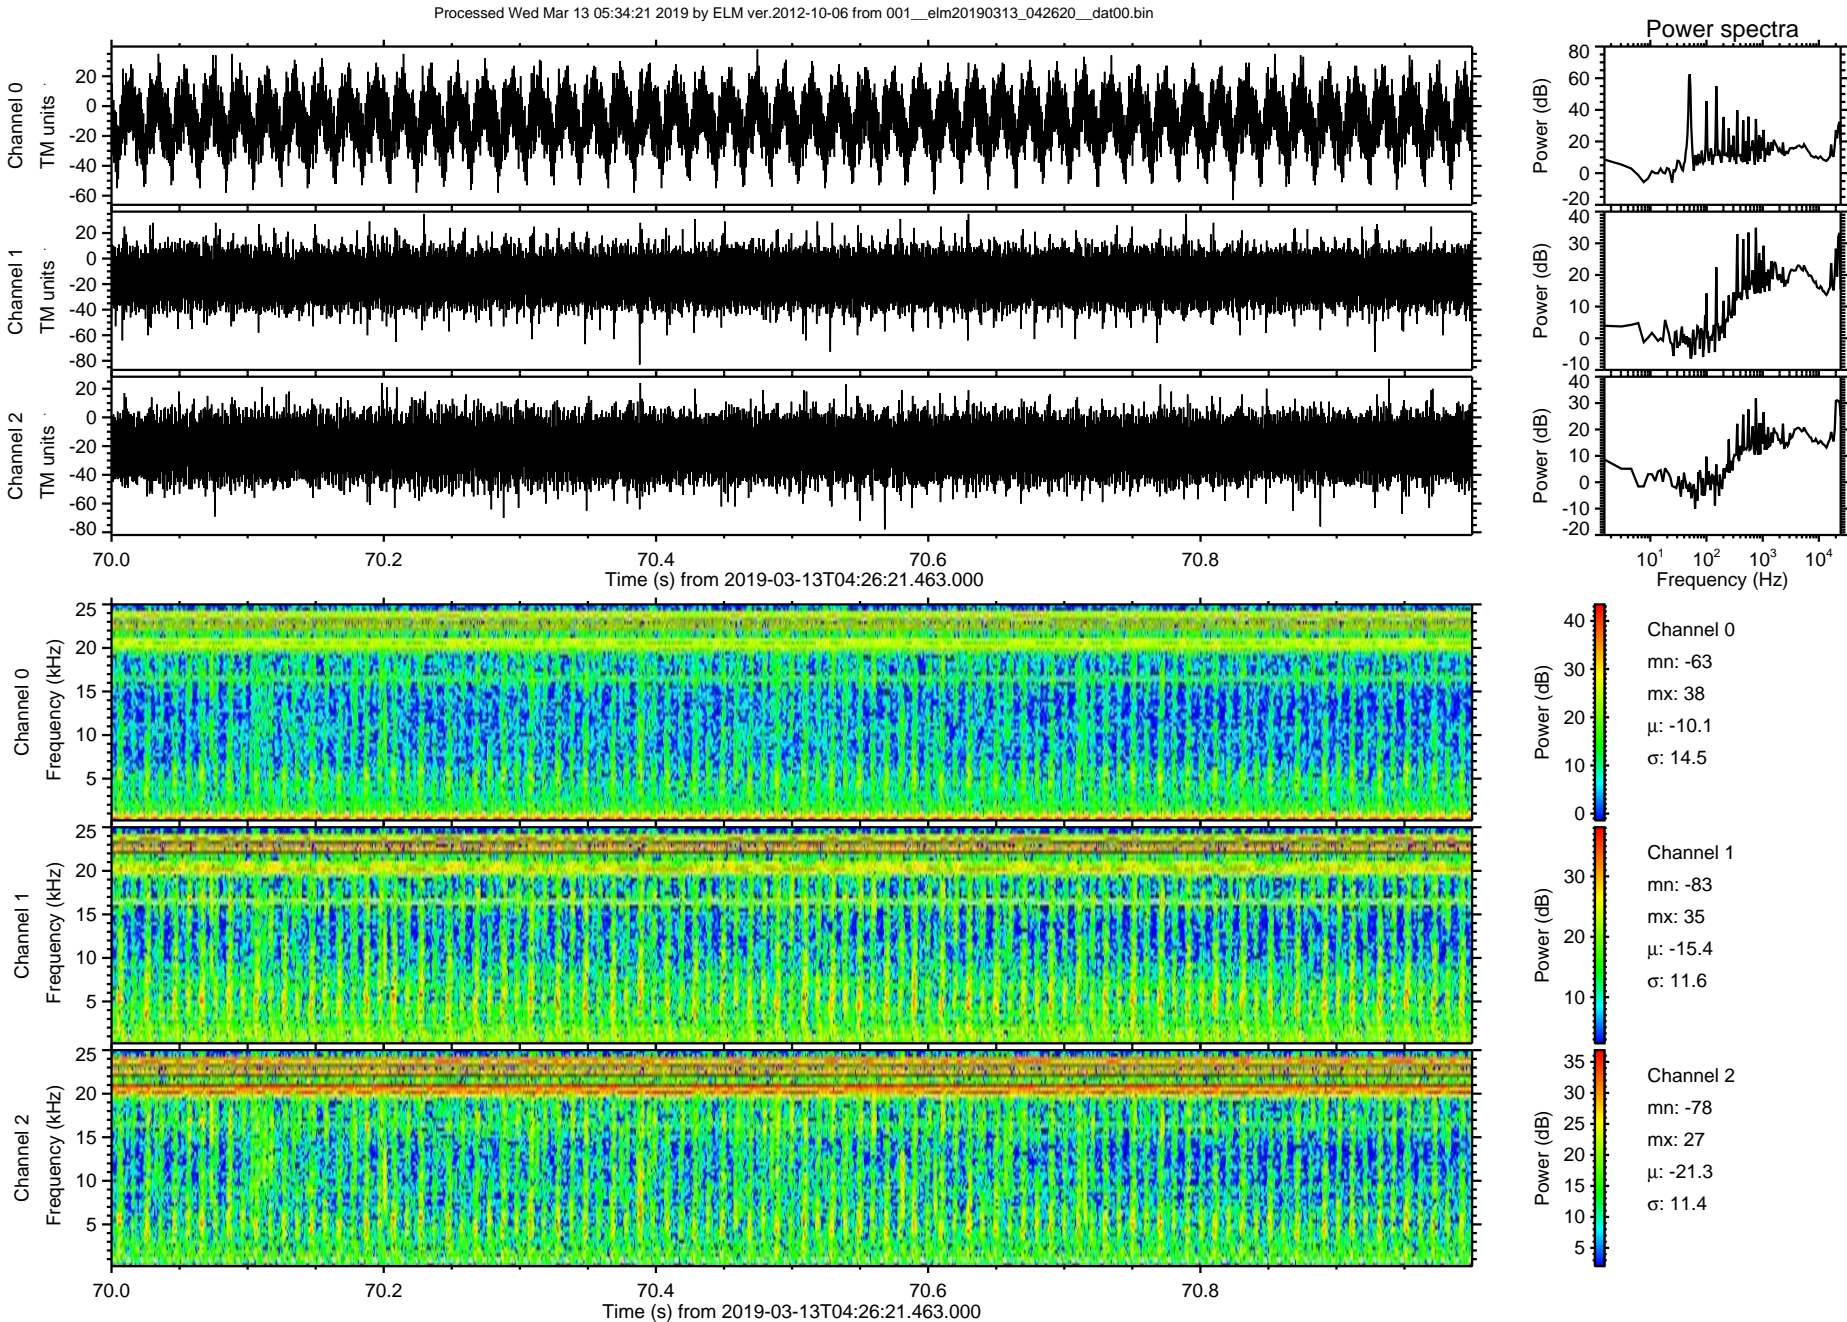 Processed Wed Mar 13 05:34:21 2019 by ELM ver.2012-10-06 from 001__elm20190313_042620__dat00.bin
Power spectra
Channel 0
TM units
20
0
-20
-40
-60
Power (dB)
80
60
40
20
0
-20
Channel 1
TM units
20
0
-20
-40
-60
-80
Power (dB)
40
30
20
10
0
-10
Channel 2
TM units
20
0
-20
-40
-60
-80
Power (dB)
40
30
20
10
0
-10
-20
70.0 70.2 70.4 70.6 70.8
Time (s) from 2019-03-13T04:26:21.463.000
10^1 10^2 10^3 10^4
Frequency (Hz)
Channel 0
Frequency (kHz)
25
20
15
10
5
Power (dB)
40
30
20
10
0
Channel 0
mn: -63
mx: 38
μ: -10.1
σ: 14.5
Channel 1
Frequency (kHz)
25
20
15
10
5
Power (dB)
30
20
10
Channel 1
mn: -83
mx: 35
μ: -15.4
σ: 11.6
Channel 2
Frequency (kHz)
25
20
15
10
5
Power (dB)
35
30
25
20
15
10
5
Channel 2
mn: -78
mx: 27
μ: -21.3
σ: 11.4
70.0 70.2 70.4 70.6 70.8
Time (s) from 2019-03-13T04:26:21.463.000